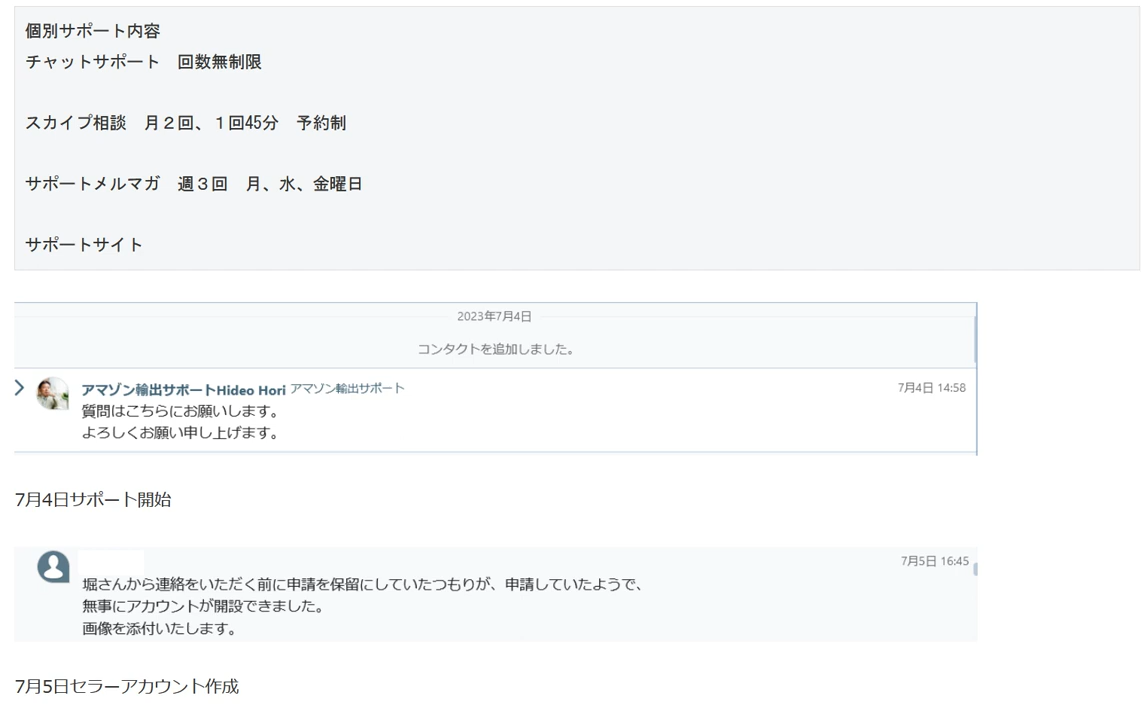 個別サポート内容
チャットサポート　回数無制限
スカイプ相談　月２回、１回45分　予約制
サポートメルマガ　週３回　月、水、金曜日
サポートサイト
2023年7月4日
コンタクトを追加しました。
アマゾン輸出サポートHideo Hori アマゾン輸出サポート 7月4日 14:58
質問はこちらにお願いします。
よろしくお願い申し上げます。
7月4日サポート開始
7月5日 16:45
堀さんから連絡をいただく前に申請を保留にしていたつもりが、申請していたようで、
無事にアカウントが開設できました。
画像を添付いたします。
7月5日セラーアカウント作成